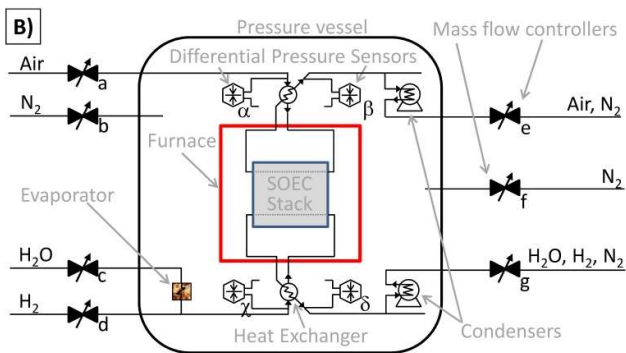 B)
Pressure vessel
Mass flow controllers
Air
a
Differential Pressure Sensors
N₂
b
α
β
Air, N₂
e
Furnace
Evaporator
SOEC
Stack
N₂
f
H₂O
c
H₂O, H₂, N₂
g
H₂
d
χ
δ
Heat Exchanger
Condensers